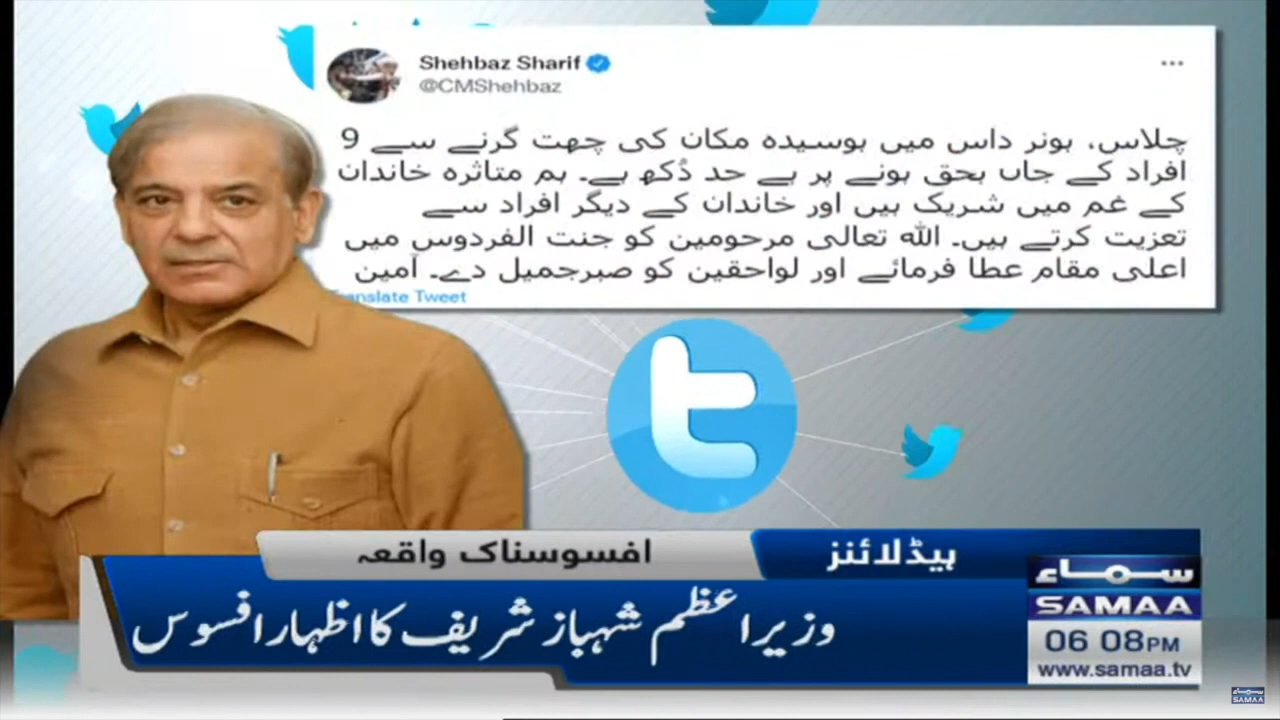 Shehbaz Sharif
@CMShehbaz
چلاس، ہونر داس میں بوسیدہ مکان کی چھت گرنے سے 9
افراد کے جاں بحق ہونے پر بے حد دُکھ ہے۔ ہم متاثرہ خاندان
کے غم میں شریک ہیں اور خاندان کے دیگر افراد سے
تعزیت کرتے ہیں۔ اللہ تعالی مرحومین کو جنت الفردوس میں
اعلی مقام عطا فرمائے اور لواحقین کو صبرجمیل دے۔ آمین
anslate Tweet
ہیڈلائنز
افسوسناک واقعہ
وزیراعظم شہباز شریف کا اظہار افسوس
سماء
SAMAA
06 08PM
www.samaa.tv
سماء
SAMAA